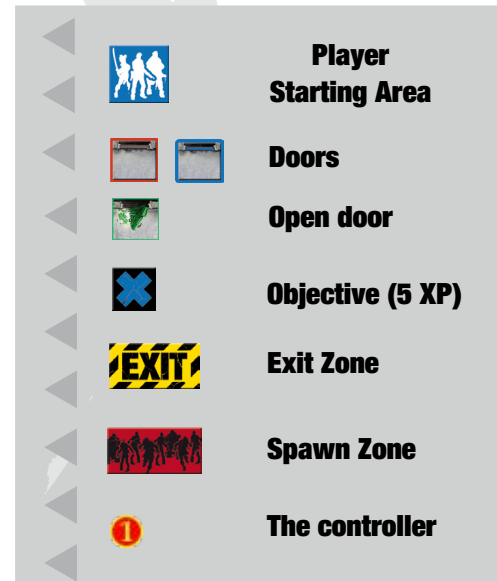 Player
Starting Area
Doors
Open door
Objective (5 XP)
EXIT
Exit Zone
Spawn Zone
1
The controller